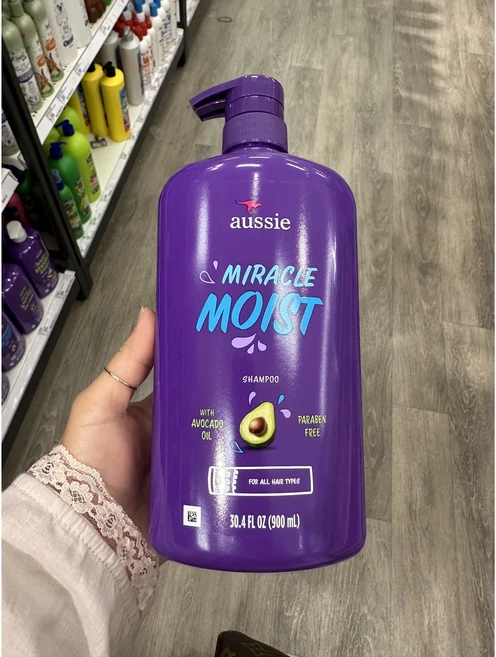 aussie
MIRACLE
MOIST
SHAMPOO
WITH
AVOCADO
OIL
PARABEN
FREE
FOR ALL HAIR TYPES
30.4 FL OZ (900 mL)